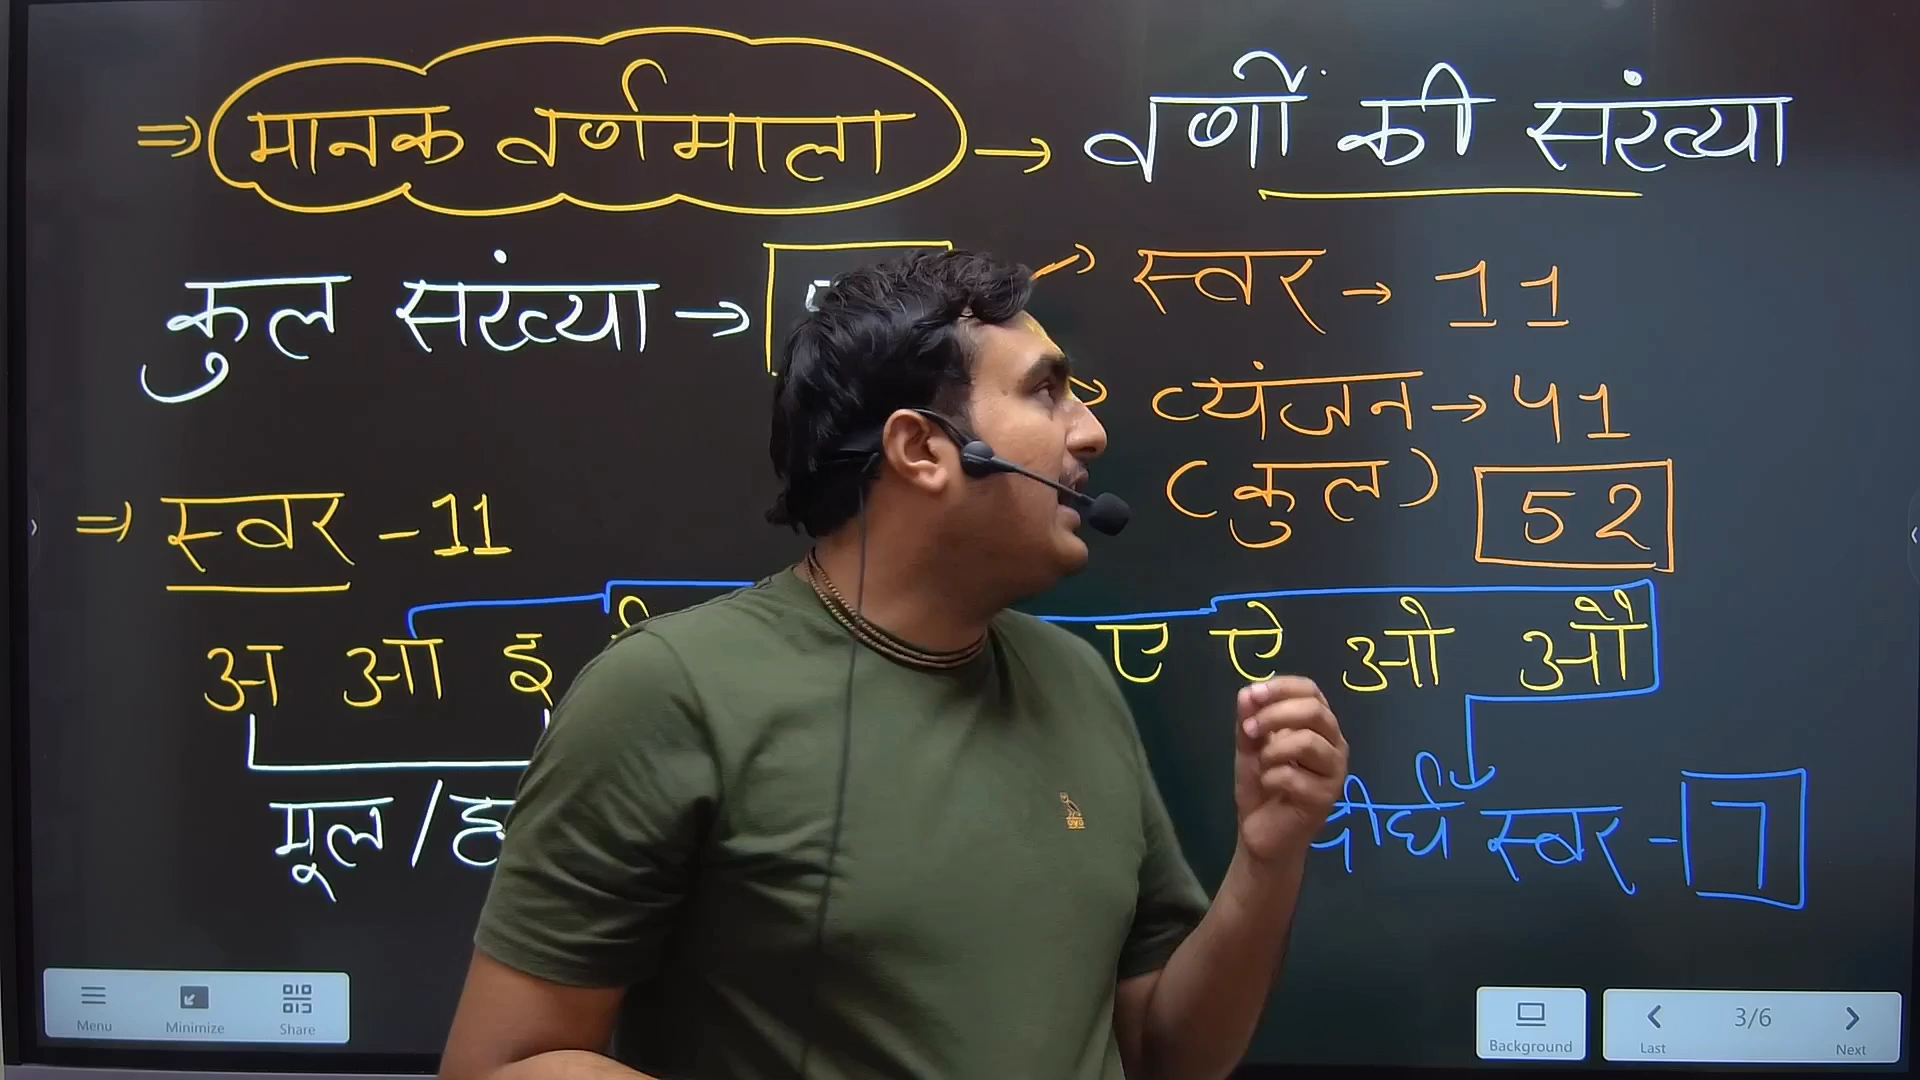 ⇒ मानक वर्णमाला → वर्णों की संख्या
कुल संख्या →
स्वर → 11
व्यंजन → 41
(कुल) 52
⇒ स्वर - 11
अ आ इ ए ऐ ओ औ
मूल /
दीर्घ स्वर - 7
Menu Minimize Share
Background
Last 3/6 Next